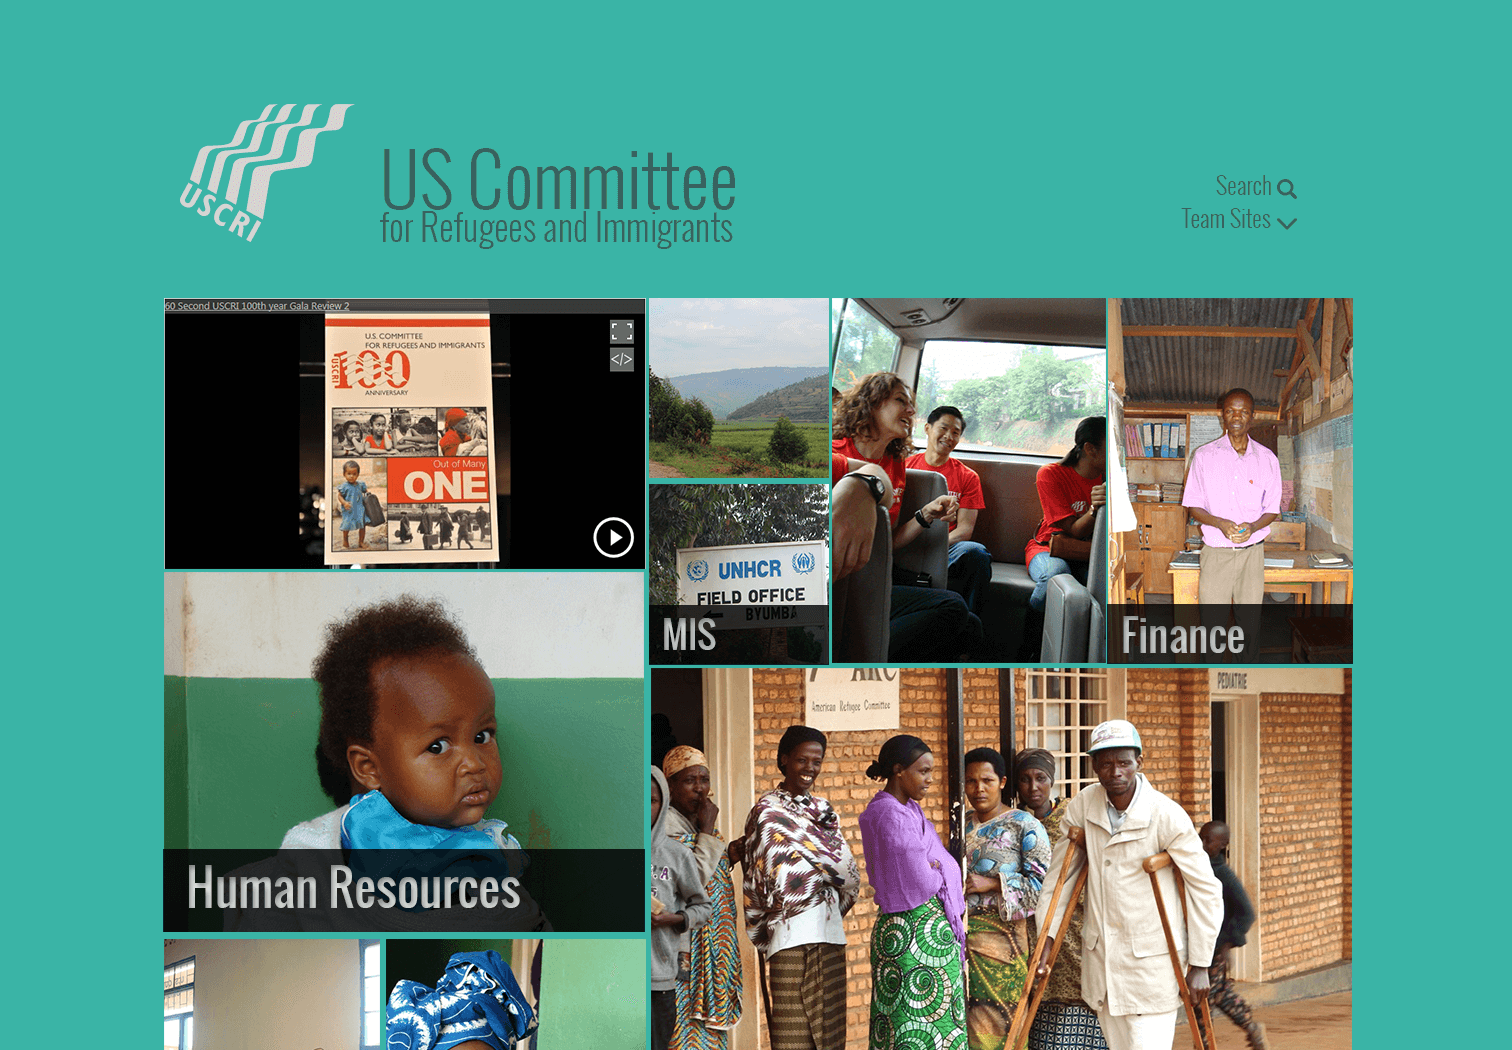 USCRI
US Committee
for Refugees and Immigrants
Search
Team Sites
60 Second USCRI 100th year Gala Review 2
U.S. COMMITTEE
FOR REFUGEES AND IMMIGRANTS
USCRI
100
ANNIVERSARY
Out of Many
ONE
</>
UNHCR
FIELD OFFICE
BYUMBA
MIS
Finance
Human Resources
ARC
American Refugee Committee
PEDIATRIE